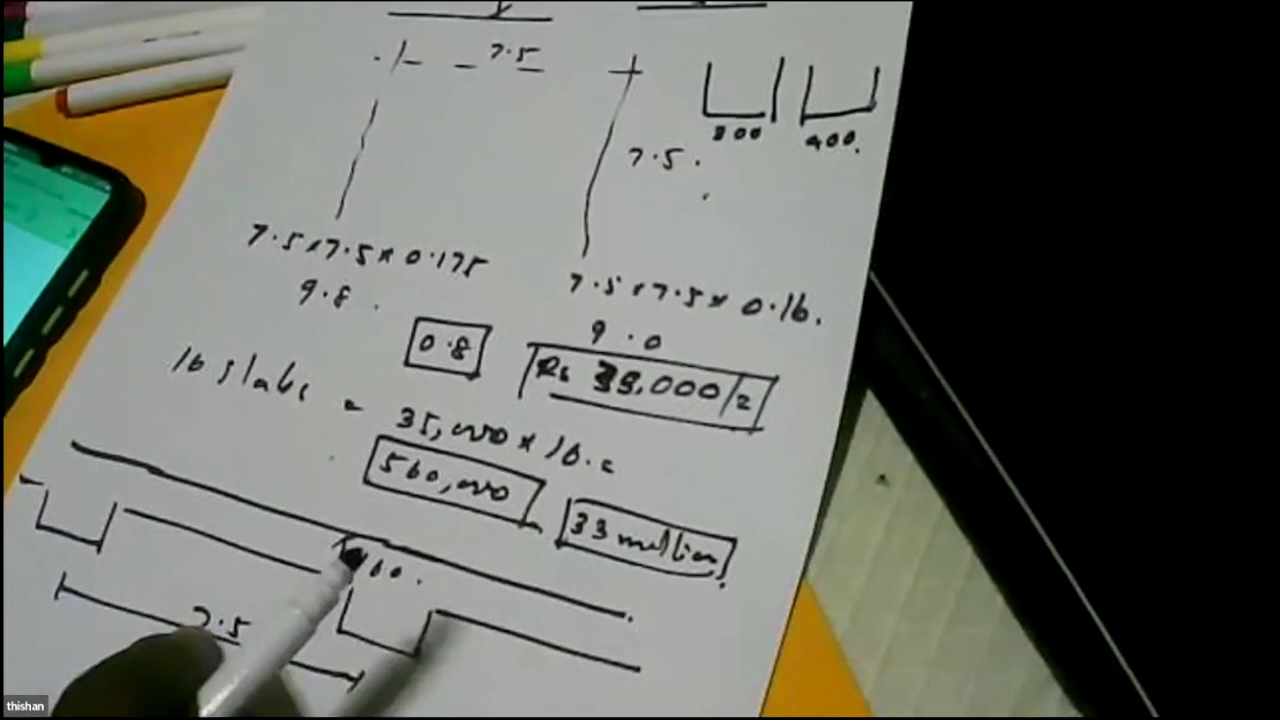 7.5
300 400.
7.5.
7.5×7.5×0.175
7.5×7.5×0.16.
9.8.
9.0
0.8
Rs 35,000/2
16 slabs = 35,000×16.=
560,000
33 million
160.
7.5
thishan